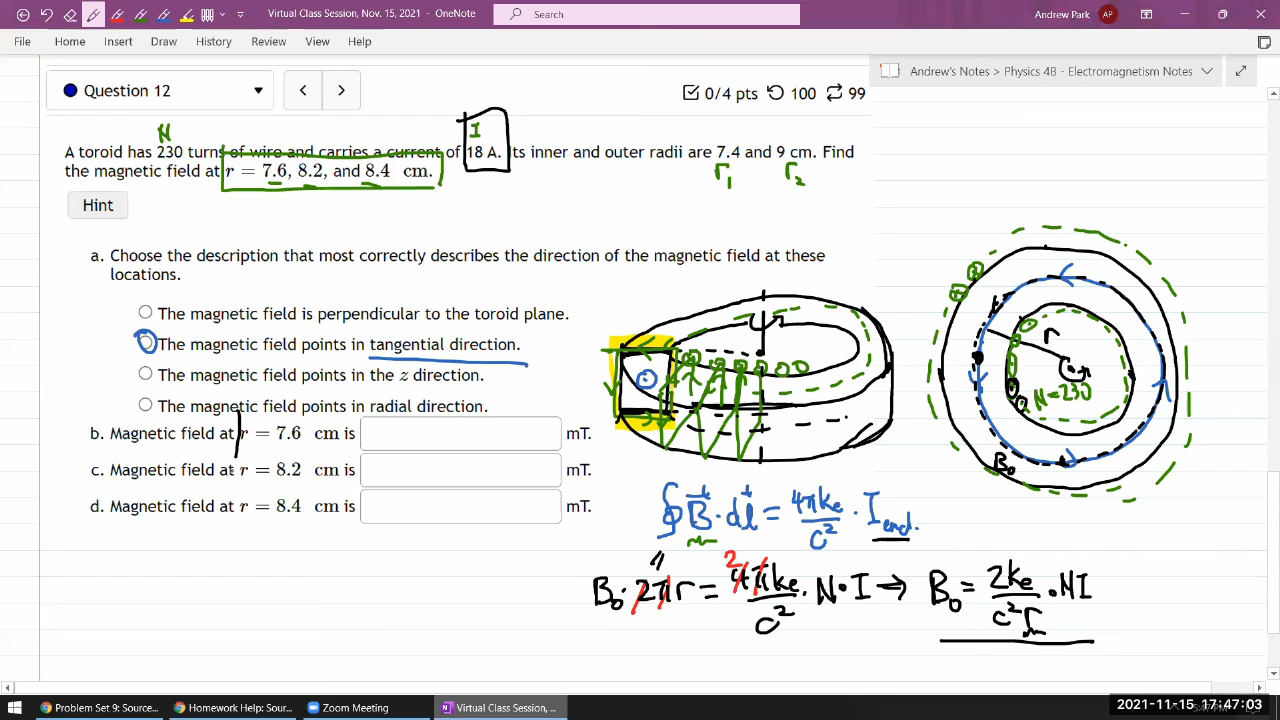 Virtual Class Session, Nov. 15, 2021 - OneNote
Search
Andrew Park AP
File Home Insert Draw History Review View Help
Question 12
0/4 pts 100 99
Andrew's Notes > Physics 4B - Electromagnetism Notes
N
I
A toroid has 230 turns of wire and carries a current of 18 A. Its inner and outer radii are 7.4 and 9 cm. Find
the magnetic field at r = 7.6, 8.2, and 8.4 cm.
r₁ r₂
Hint
a. Choose the description that most correctly describes the direction of the magnetic field at these
locations.
The magnetic field is perpendicular to the toroid plane.
The magnetic field points in tangential direction.
The magnetic field points in the z direction.
The magnetic field points in radial direction.
b. Magnetic field at r = 7.6 cm is mT.
c. Magnetic field at r = 8.2 cm is mT.
d. Magnetic field at r = 8.4 cm is mT.
r
N=230
B₀
∮ B⃗ · dl⃗ = 4πkₑ/c² · I encl.
B₀ · 2πr = 4πkₑ/c² · N · I ⇒ B₀ = 2kₑ/c²r · NI
2
Problem Set 9: Source... Homework Help: Sour... Zoom Meeting Virtual Class Session, ...
2021-11-15 17:47:03